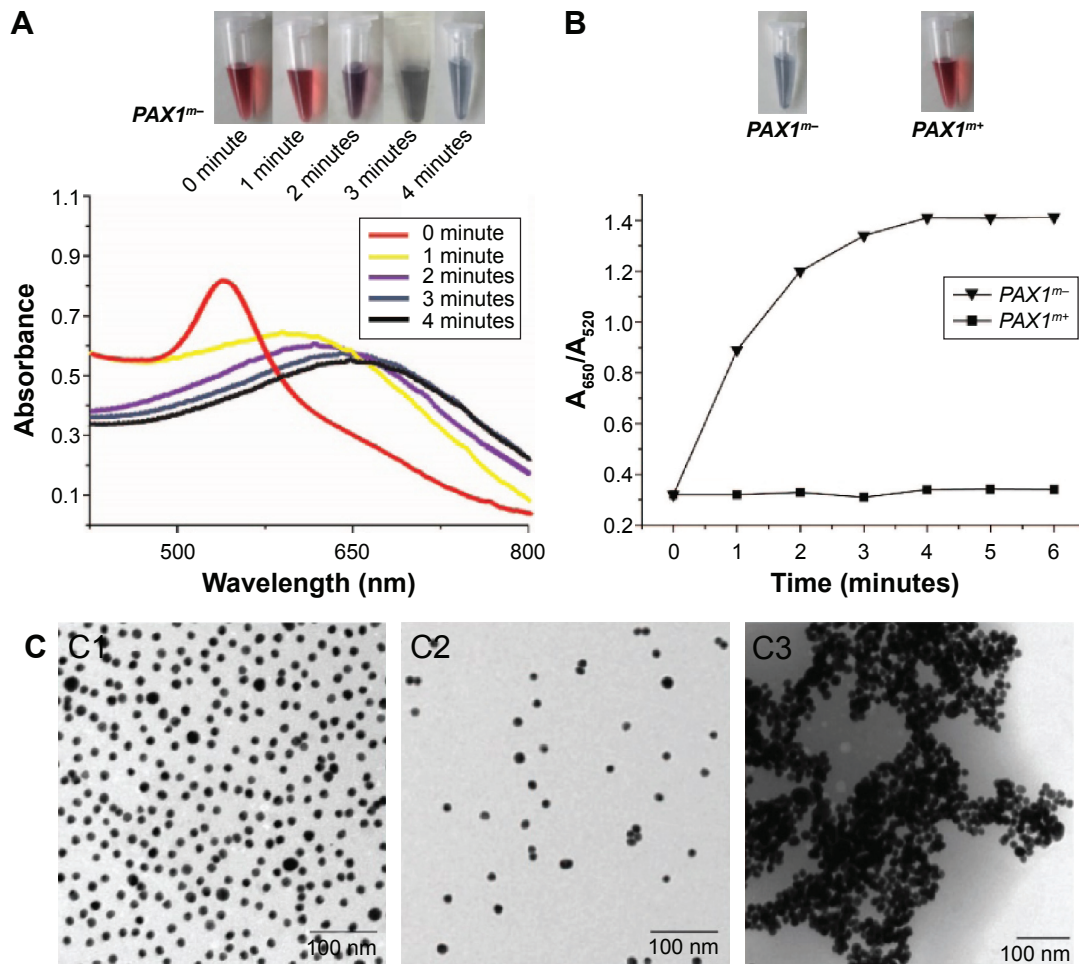 A
PAX1ᵐ⁻
0 minute
1 minute
2 minutes
3 minutes
4 minutes
1.1
0.9
0.7
0.5
0.3
0.1
Absorbance
0 minute
1 minute
2 minutes
3 minutes
4 minutes
500 650 800
Wavelength (nm)
B
PAX1ᵐ⁻ PAX1ᵐ⁺
1.4
1.2
1.0
0.8
0.6
0.4
0.2
A₆₅₀/A₅₂₀
PAX1ᵐ⁻
PAX1ᵐ⁺
0 1 2 3 4 5 6
Time (minutes)
C
C1
100 nm
C2
100 nm
C3
100 nm